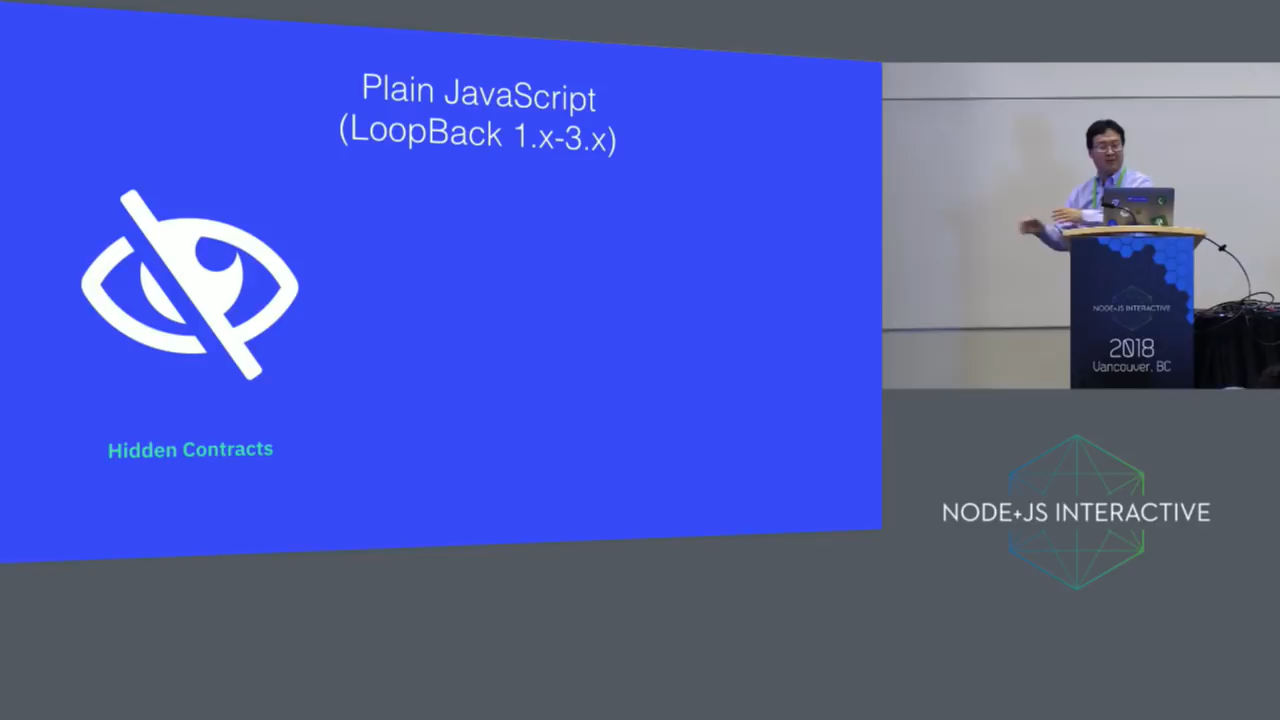 Plain JavaScript
(LoopBack 1.x-3.x)
Hidden Contracts
NODE+JS INTERACTIVE
2018
Vancouver, BC
NODE+JS INTERACTIVE